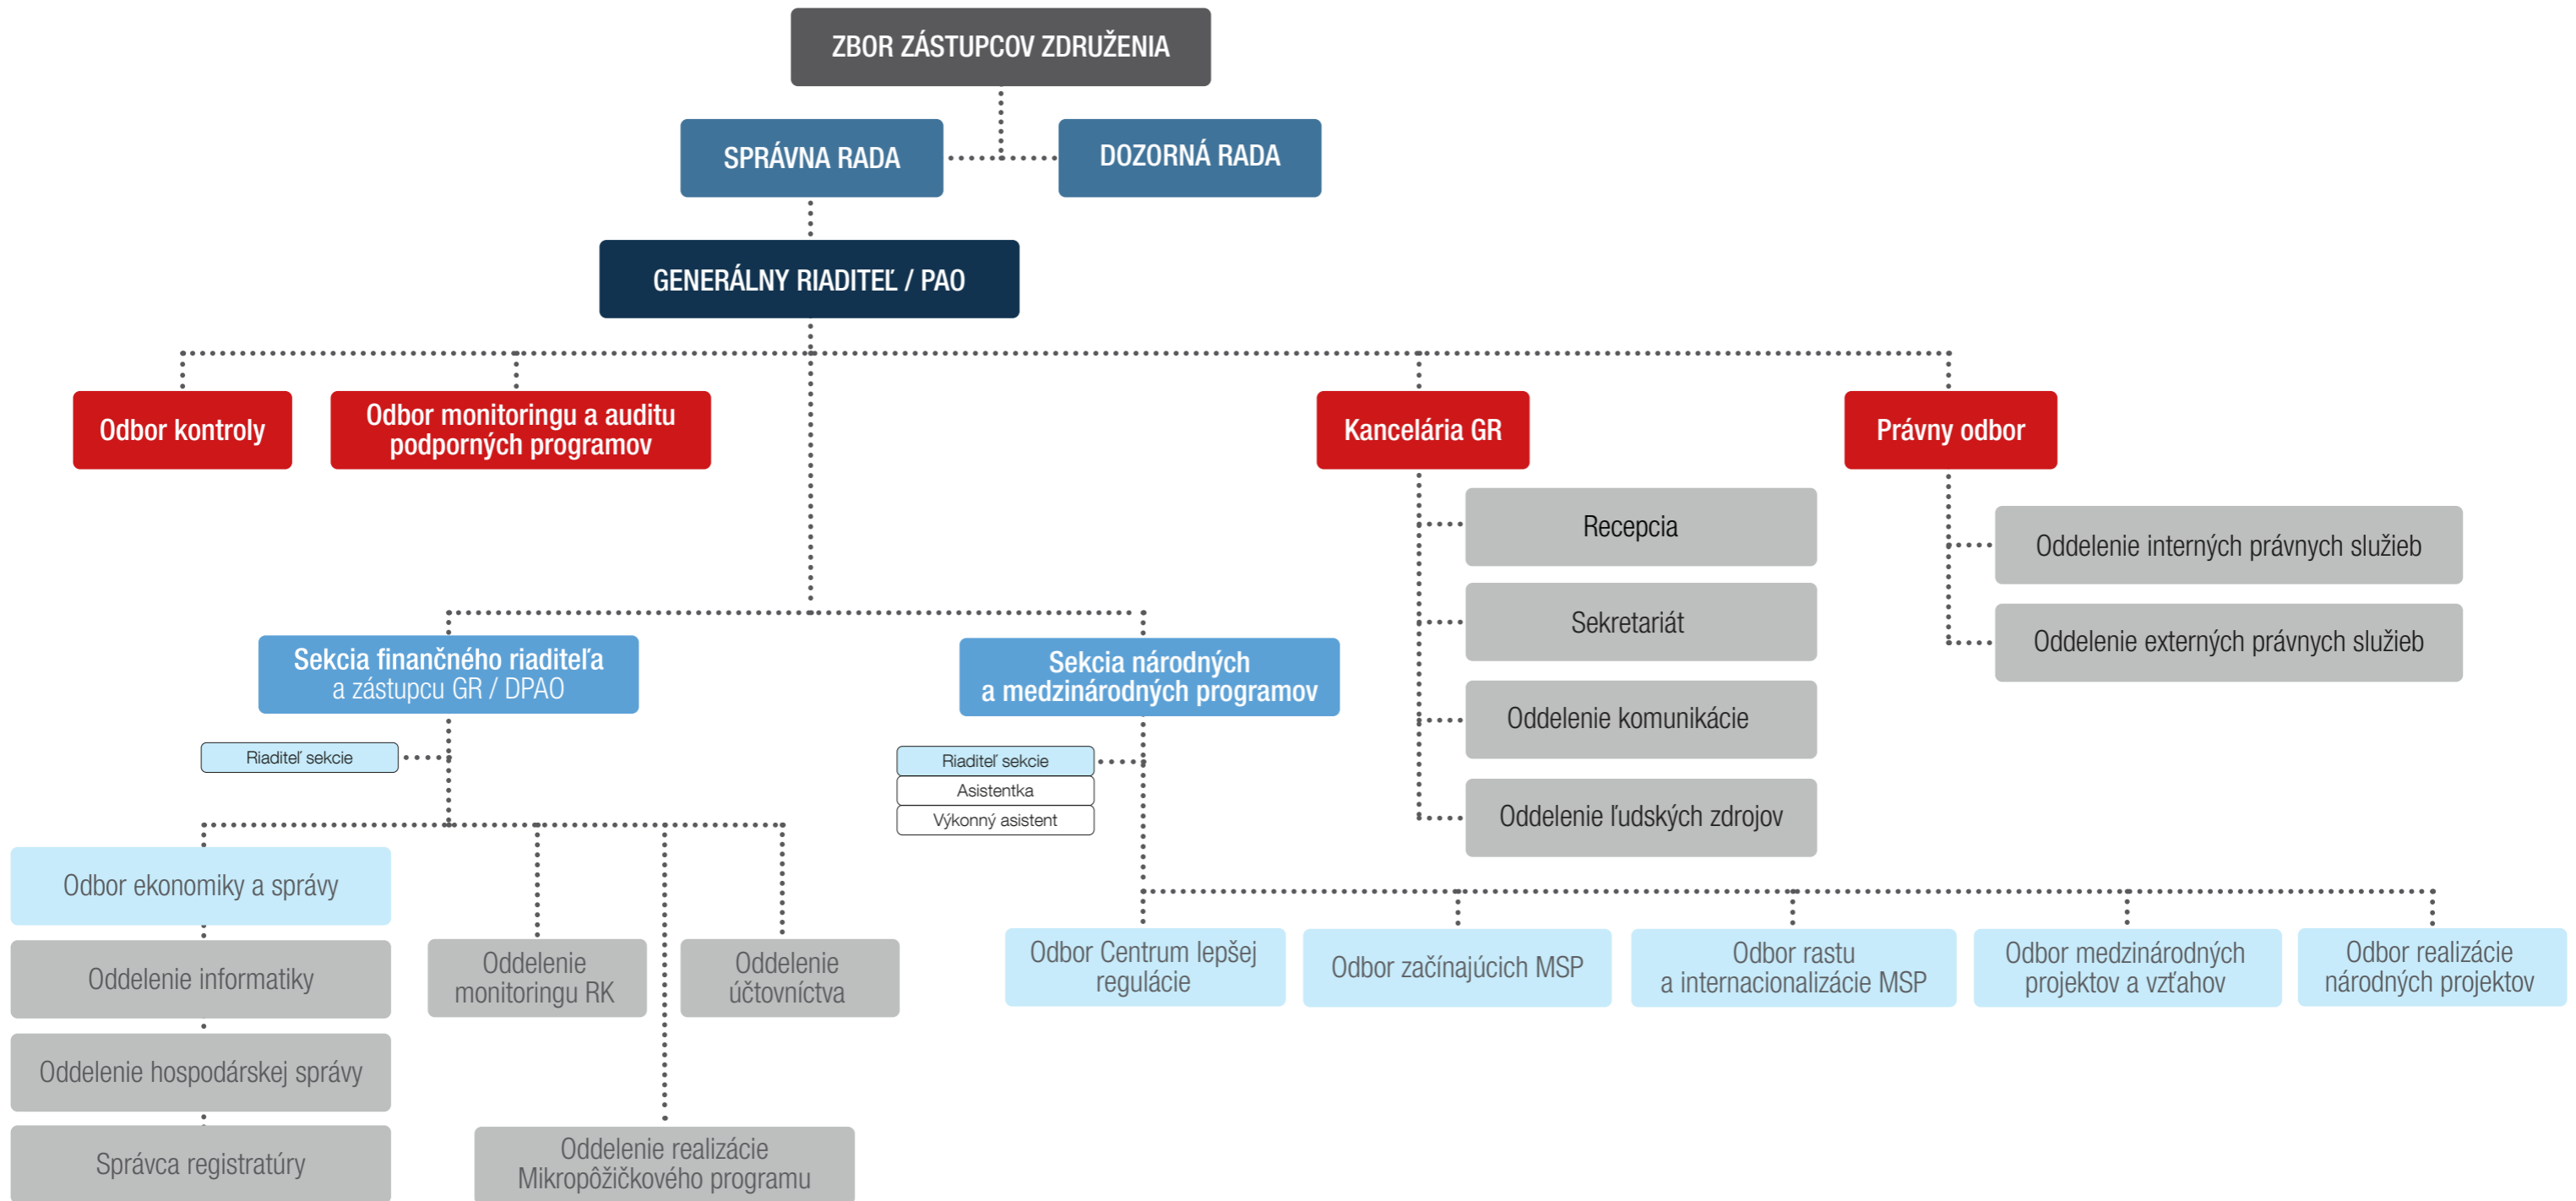 ZBOR ZÁSTUPCOV ZDRUŽENIA
SPRÁVNA RADA
DOZORNÁ RADA
GENERÁLNY RIADITEĽ / PAO
Odbor kontroly
Odbor monitoringu a auditu
podporných programov
Kancelária GR
Právny odbor
Recepcia
Sekretariát
Oddelenie komunikácie
Oddelenie ľudských zdrojov
Oddelenie interných právnych služieb
Oddelenie externých právnych služieb
Sekcia finančného riaditeľa
a zástupcu GR / DPAO
Riaditeľ sekcie
Sekcia národných
a medzinárodných programov
Riaditeľ sekcie
Asistentka
Výkonný asistent
Odbor ekonomiky a správy
Oddelenie informatiky
Oddelenie hospodárskej správy
Správca registratúry
Oddelenie
monitoringu RK
Oddelenie
účtovníctva
Oddelenie realizácie
Mikropôžičkového programu
Odbor Centrum lepšej
regulácie
Odbor začínajúcich MSP
Odbor rastu
a internacionalizácie MSP
Odbor medzinárodných
projektov a vzťahov
Odbor realizácie
národných projektov